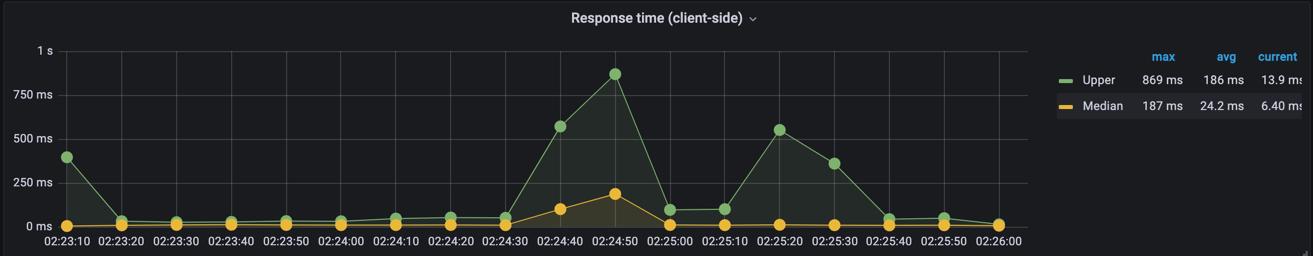 Response time (client-side)
1 s
750 ms
500 ms
250 ms
0 ms
02:23:10 02:23:20 02:23:30 02:23:40 02:23:50 02:24:00 02:24:10 02:24:20 02:24:30 02:24:40 02:24:50 02:25:00 02:25:10 02:25:20 02:25:30 02:25:40 02:25:50 02:26:00
max avg current
Upper 869 ms 186 ms 13.9 ms
Median 187 ms 24.2 ms 6.40 ms